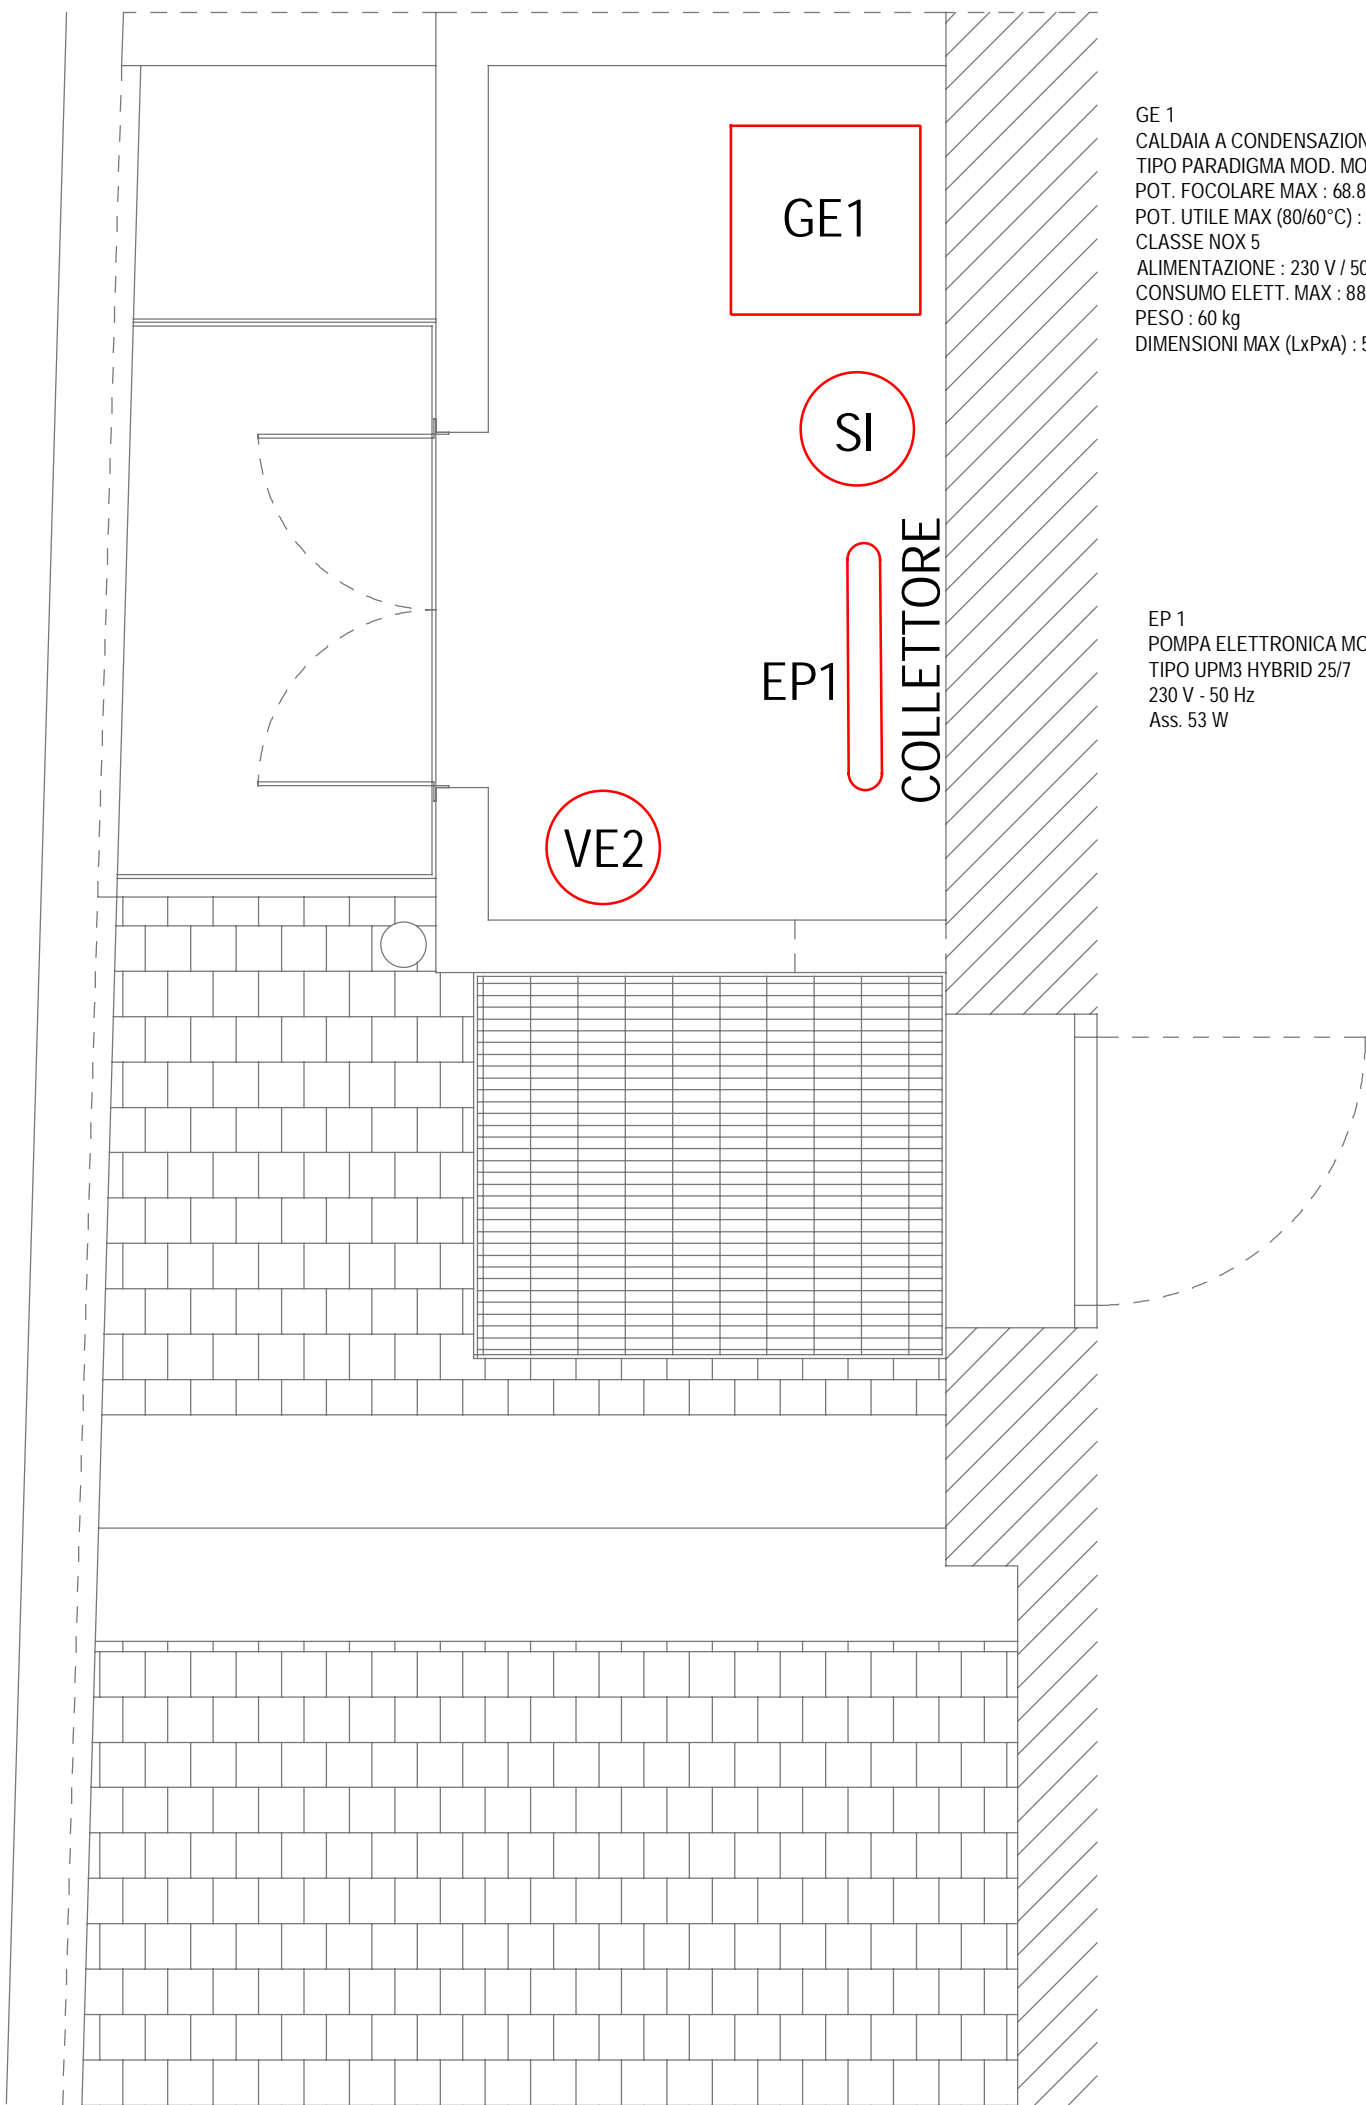 GE 1
CALDAIA A CONDENSAZION
TIPO PARADIGMA MOD. MO
POT. FOCOLARE MAX : 68.8
POT. UTILE MAX (80/60°C) :
CLASSE NOX 5
ALIMENTAZIONE : 230 V / 50
CONSUMO ELETT. MAX : 88
PESO : 60 kg
DIMENSIONI MAX (LxPxA) : 5
GE1
SI
COLLETTORE
EP1
EP 1
POMPA ELETTRONICA MO
TIPO UPM3 HYBRID 25/7
230 V - 50 Hz
Ass. 53 W
VE2